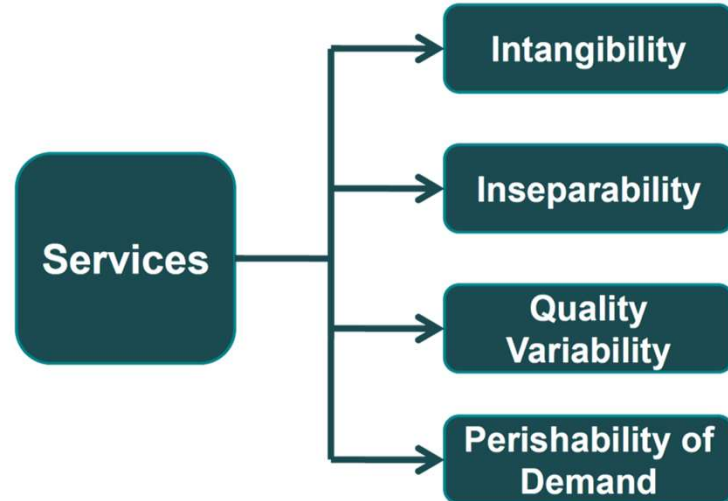 Services
Intangibility
Inseparability
Quality
Variability
Perishability of
Demand